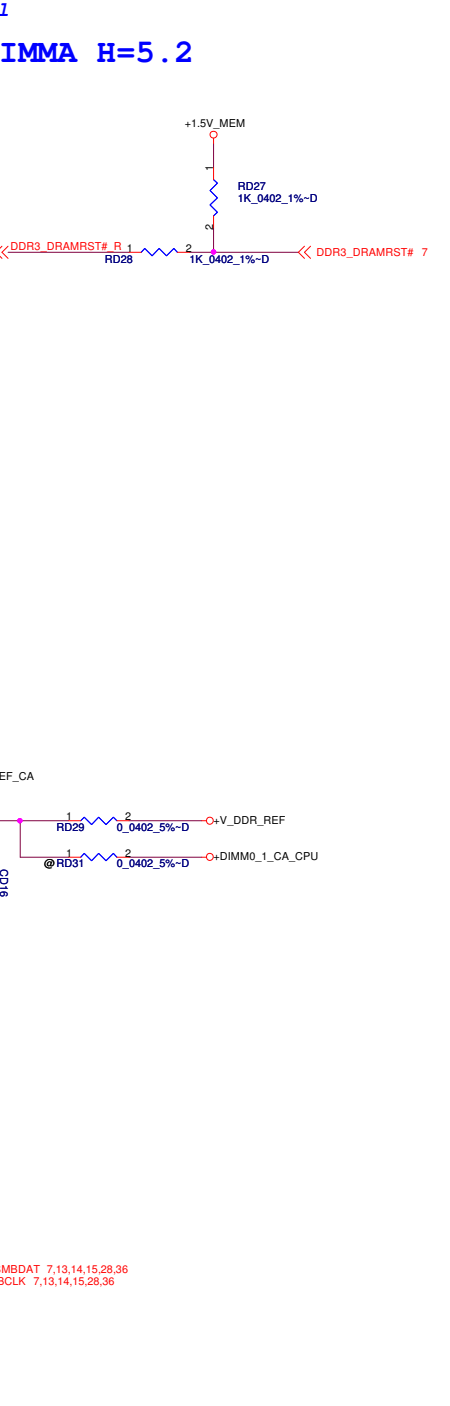 1
IMMA H=5.2
+1.5V_MEM
1
RD27
1K_0402_1%~D
2
DDR3_DRAMRST#_R 1
2
DDR3_DRAMRST# 7
RD28
1K_0402_1%~D
EF_CA
1
2
+V_DDR_REF
RD29
0_0402_5%~D
1
2
+DIMM0_1_CA_CPU
@RD31
0_0402_5%~D
CD16
MBDAT 7,13,14,15,28,36
BCLK 7,13,14,15,28,36